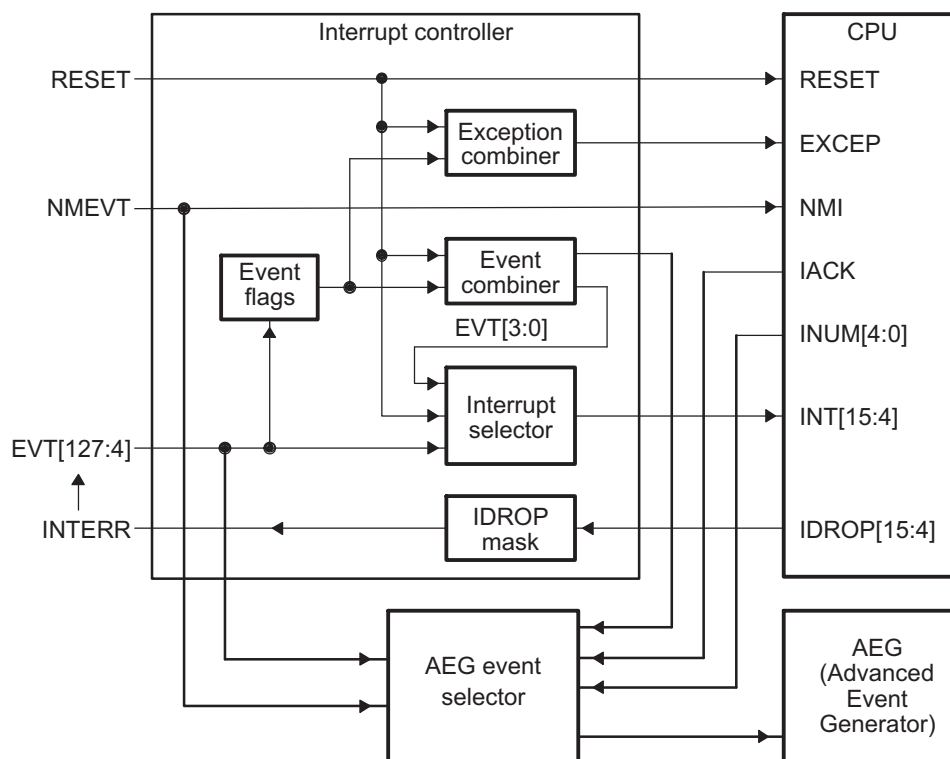 Interrupt controller
CPU
RESET
RESET
Exception
combiner
EXCEP
NMEVT
NMI
Event
flags
Event
combiner
IACK
EVT[3:0]
INUM[4:0]
Interrupt
selector
INT[15:4]
EVT[127:4]
INTERR
IDROP
mask
IDROP[15:4]
AEG event
selector
AEG
(Advanced
Event
Generator)